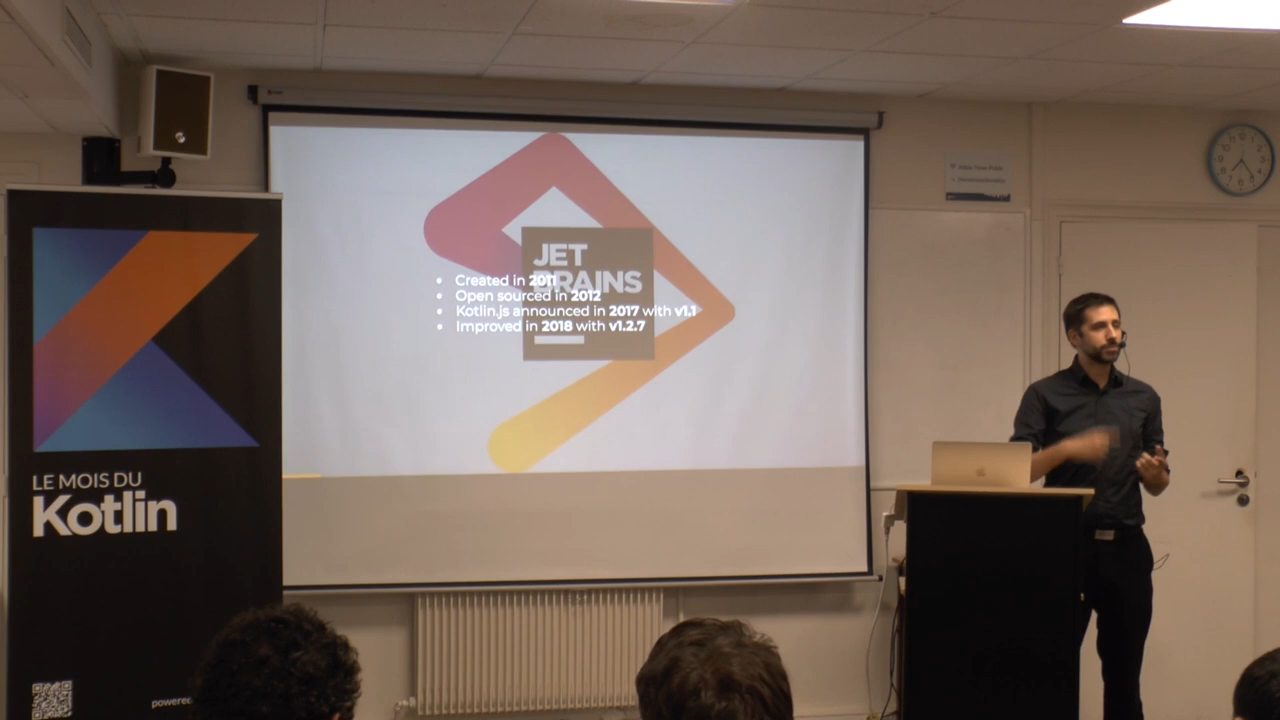 JET
BRAINS
• Created in 2011
• Open sourced in 2012
• Kotlin.js announced in 2017 with v1.1
• Improved in 2018 with v1.2.7
LE MOIS DU
Kotlin
powered